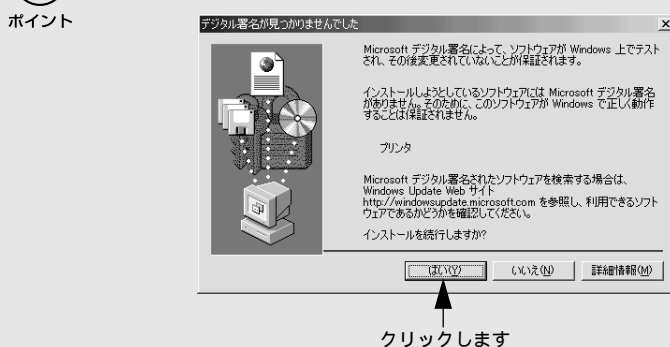 ポイント
デジタル署名が見つかりませんでした
Microsoft デジタル署名によって、ソフトウェアが Windows 上でテスト
され、その後変更されていないことが保証されます。
インストールしようとしているソフトウェアには Microsoft デジタル署名
がありません。そのために、このソフトウェアが Windows で正しく動作
することは保証されません。
プリンタ
Microsoft デジタル署名されたソフトウェアを検索する場合は、
Windows Update Web サイト
http://windowsupdate.microsoft.com を参照し、利用できるソフト
ウェアであるかどうかを確認してください。
インストールを続行しますか?
はい(Y) いいえ(N) 詳細情報(M)
クリックします